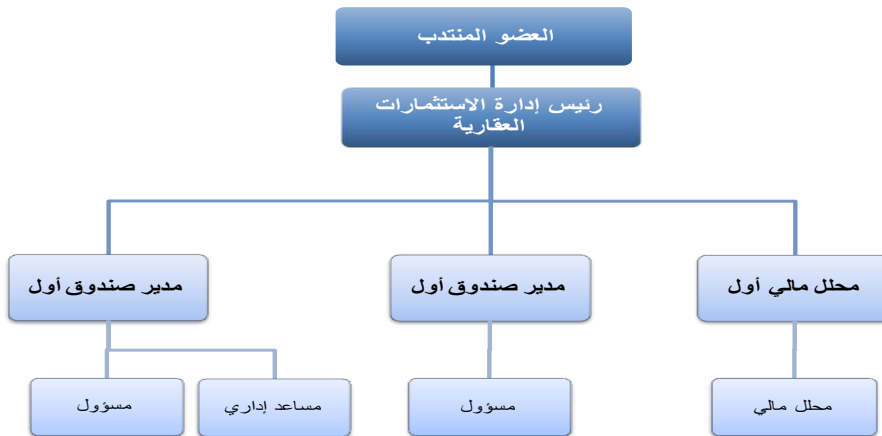 العضو المنتدب
رئيس إدارة الاستثمارات
العقارية
محلل مالي أول
مدير صندوق أول
مدير صندوق أول
محلل مالي
مسؤول
مساعد إداري
مسؤول